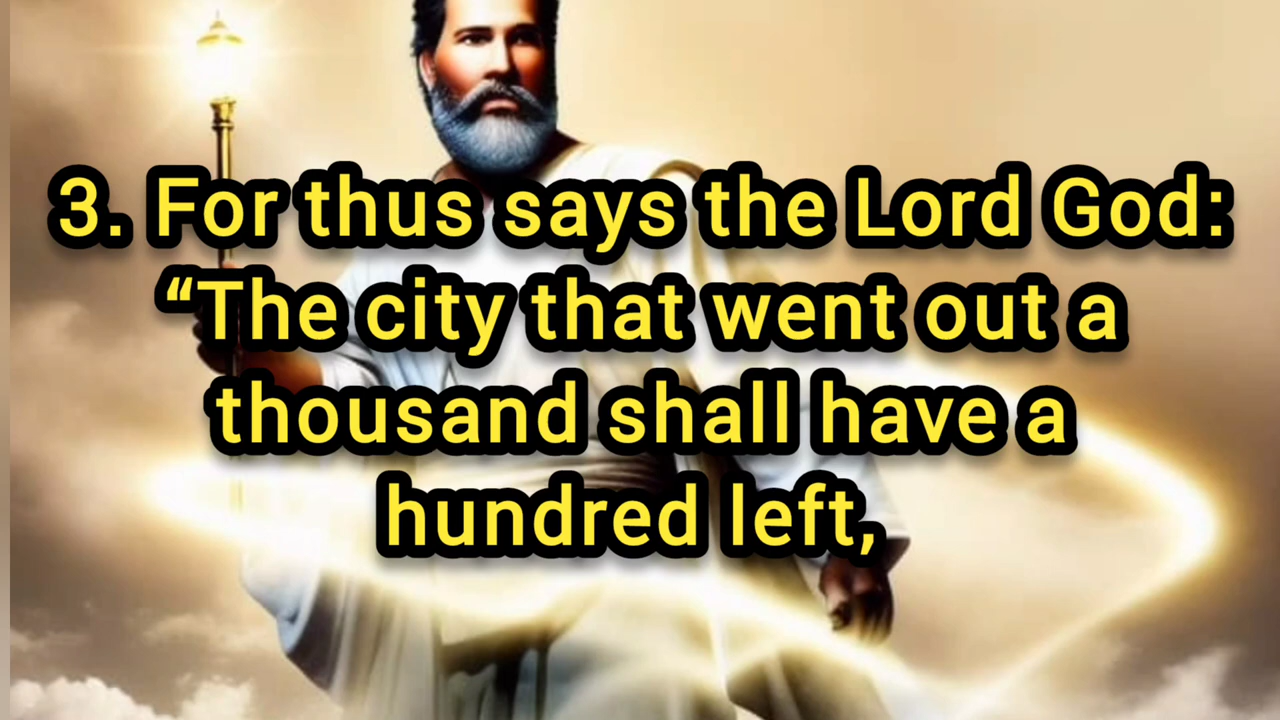 3. For thus says the Lord God:
“The city that went out a
thousand shall have a
hundred left,